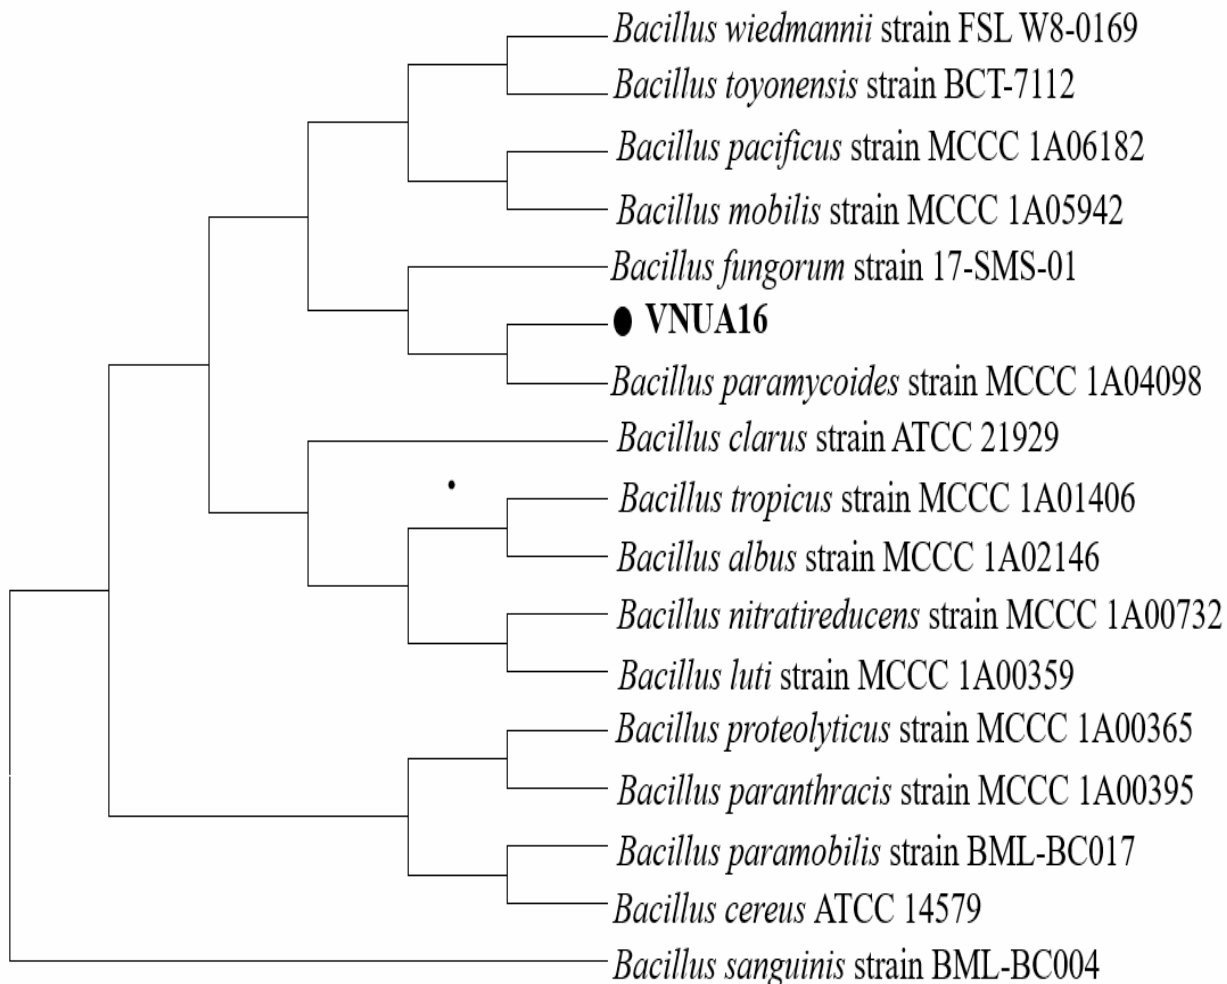 Bacillus wiedmannii strain FSL W8-0169
Bacillus toyonensis strain BCT-7112
Bacillus pacificus strain MCCC 1A06182
Bacillus mobilis strain MCCC 1A05942
Bacillus fungorum strain 17-SMS-01
VNUA16
Bacillus paramycoides strain MCCC 1A04098
Bacillus clarus strain ATCC 21929
Bacillus tropicus strain MCCC 1A01406
Bacillus albus strain MCCC 1A02146
Bacillus nitratireducens strain MCCC 1A00732
Bacillus luti strain MCCC 1A00359
Bacillus proteolyticus strain MCCC 1A00365
Bacillus paranthracis strain MCCC 1A00395
Bacillus paramobilis strain BML-BC017
Bacillus cereus ATCC 14579
Bacillus sanguinis strain BML-BC004